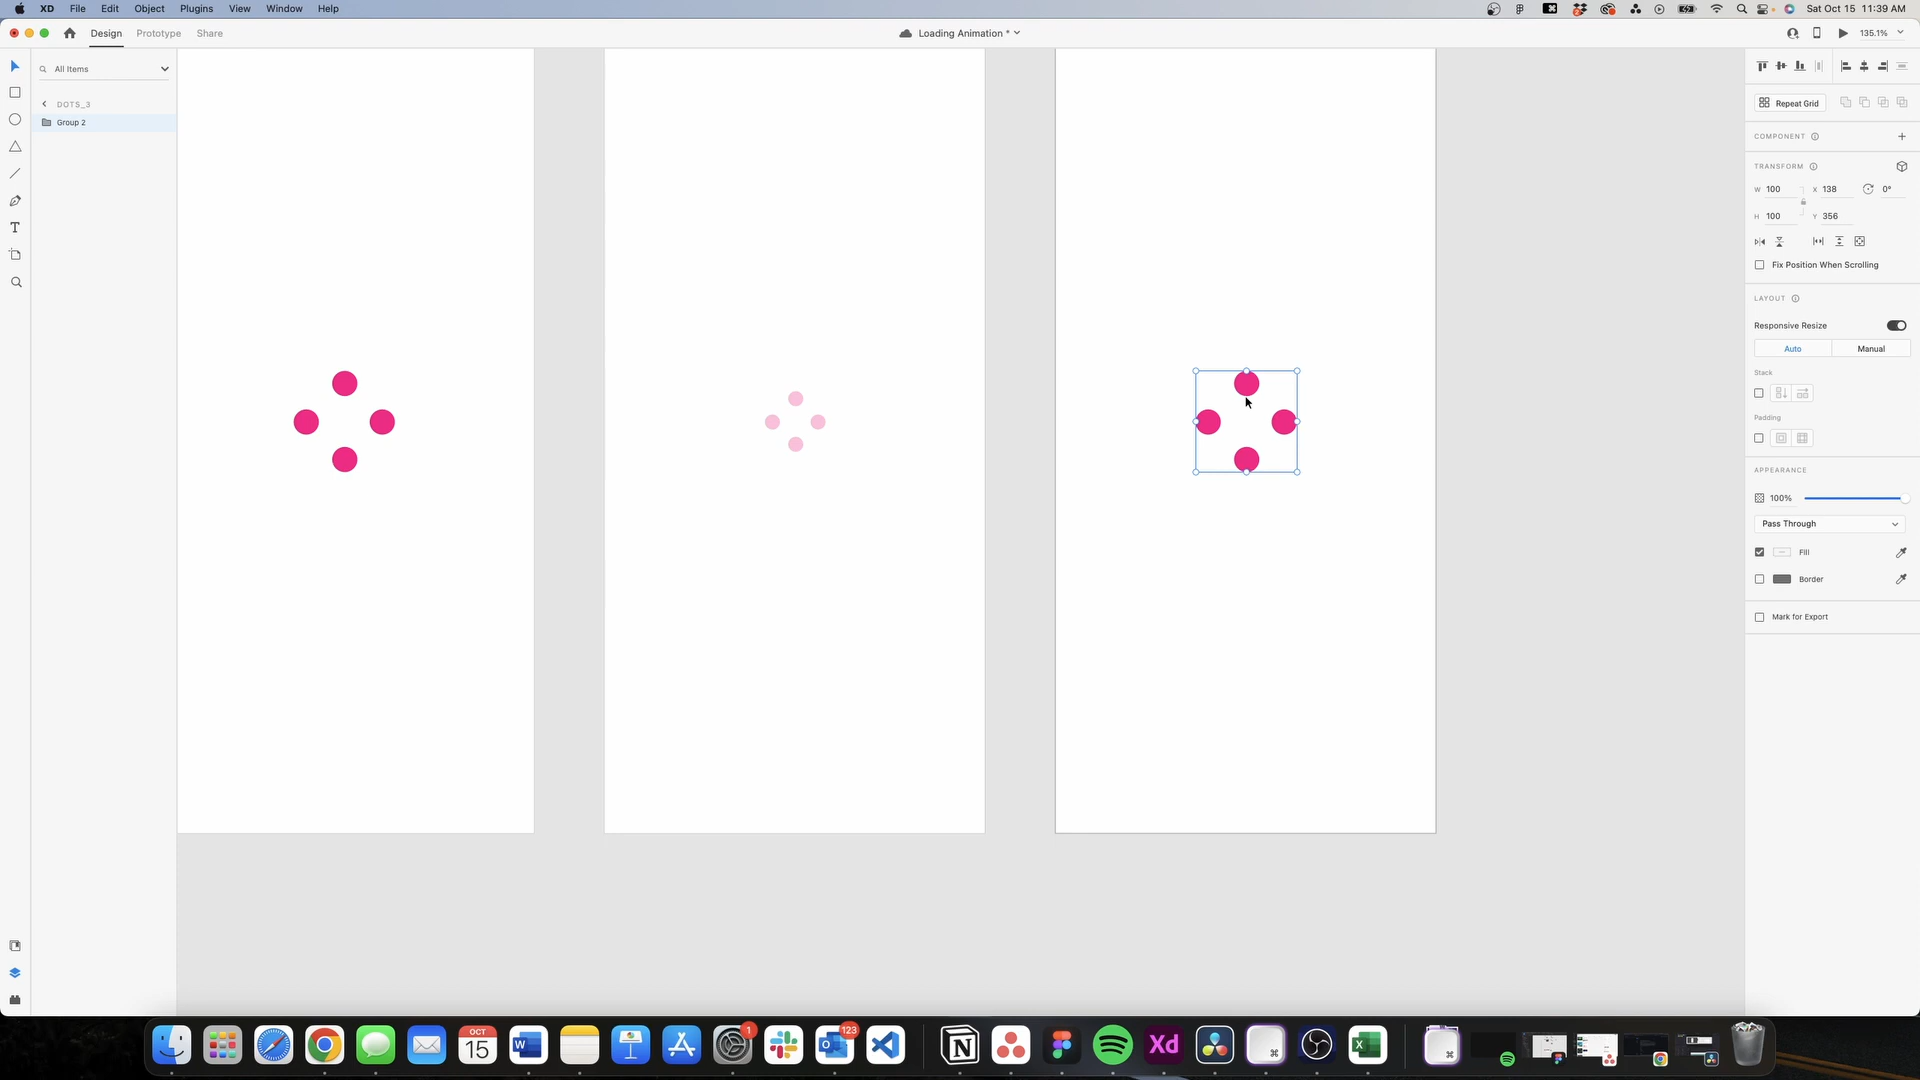 XD File Edit Object Plugins View Window Help Sat Oct 15 11:39 AM
Design Prototype Share Loading Animation * 135.1%
All Items
DOTS_3
Group 2
Repeat Grid
COMPONENT
TRANSFORM
W 100 X 138 0°
H 100 Y 356
Fix Position When Scrolling
LAYOUT
Responsive Resize
Auto Manual
Stack
Padding
APPEARANCE
100%
Pass Through
Fill
Border
Mark for Export
OCT
15
W
1
123
Xd
X